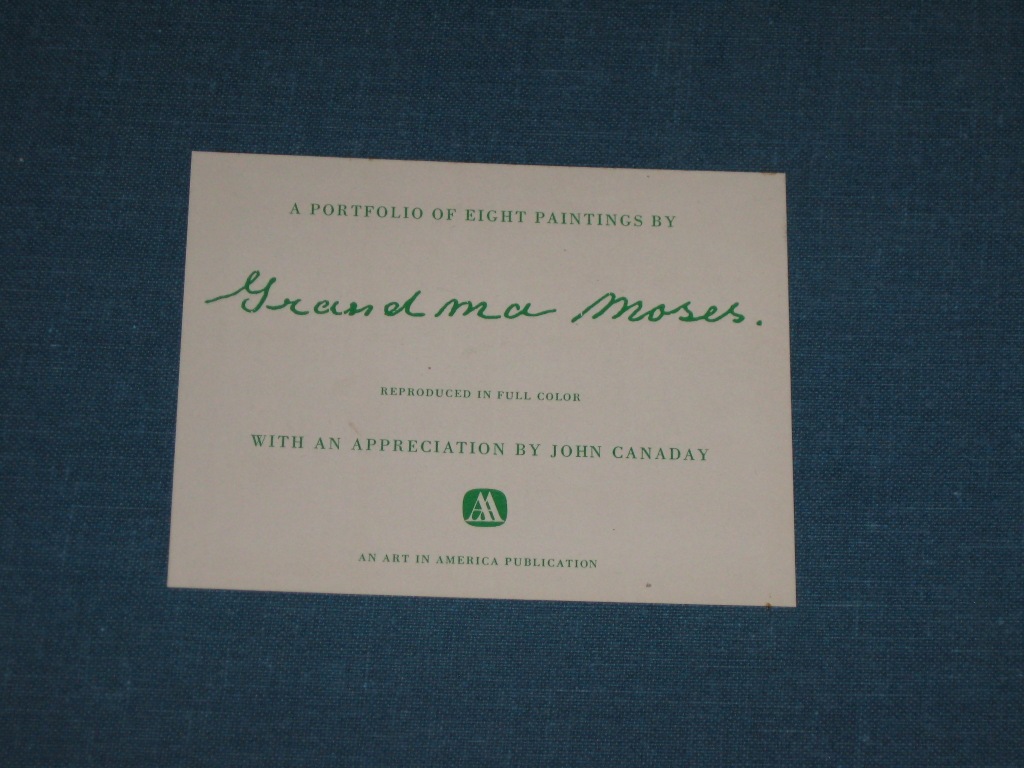 A PORTFOLIO OF EIGHT PAINTINGS BY
Grandma Moses.
REPRODUCED IN FULL COLOR
WITH AN APPRECIATION BY JOHN CANADAY
AN ART IN AMERICA PUBLICATION